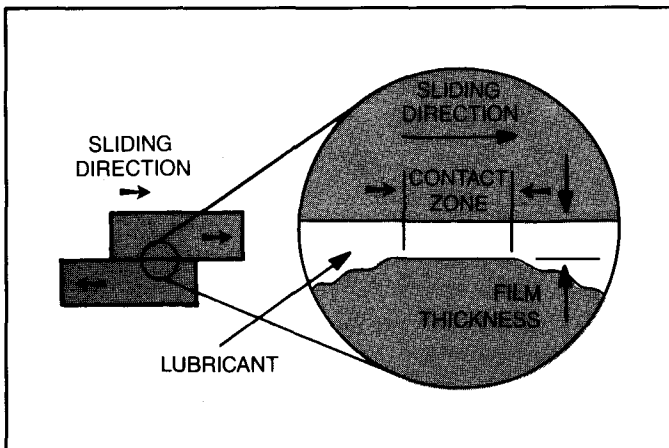 SLIDING
DIRECTION
SLIDING
DIRECTION
CONTACT
ZONE
FILM
THICKNESS
LUBRICANT